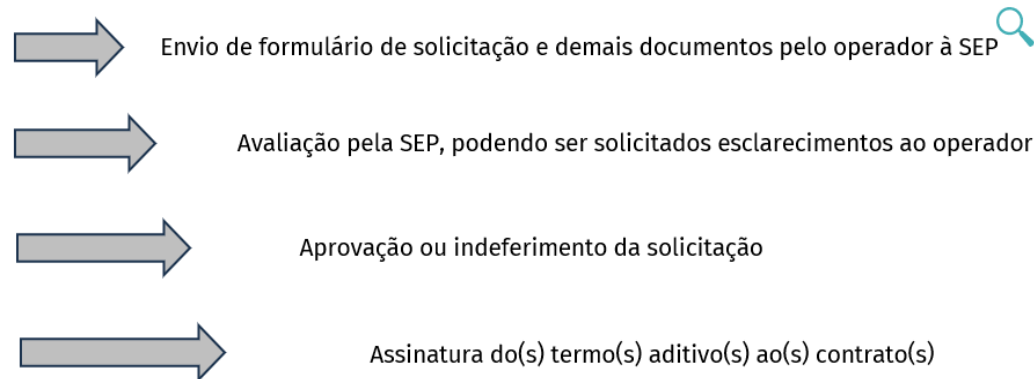 Envio de formulário de solicitação e demais documentos pelo operador à SEP
Avaliação pela SEP, podendo ser solicitados esclarecimentos ao operador
Aprovação ou indeferimento da solicitação
Assinatura do(s) termo(s) aditivo(s) ao(s) contrato(s)